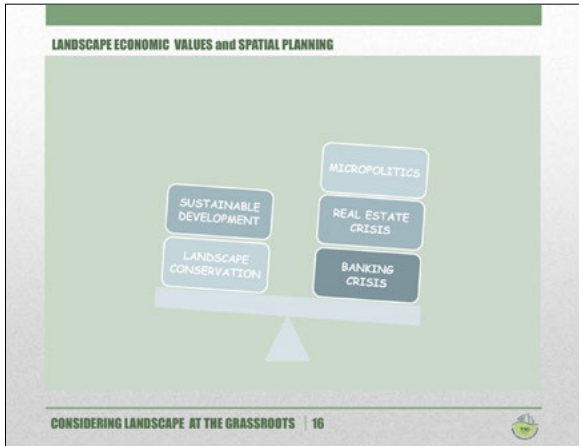 LANDSCAPE ECONOMIC VALUES and SPATIAL PLANNING
MICROPOLITICS
SUSTAINABLE
DEVELOPMENT
REAL ESTATE
CRISIS
LANDSCAPE
CONSERVATION
BANKING
CRISIS
CONSIDERING LANDSCAPE AT THE GRASSROOTS | 16